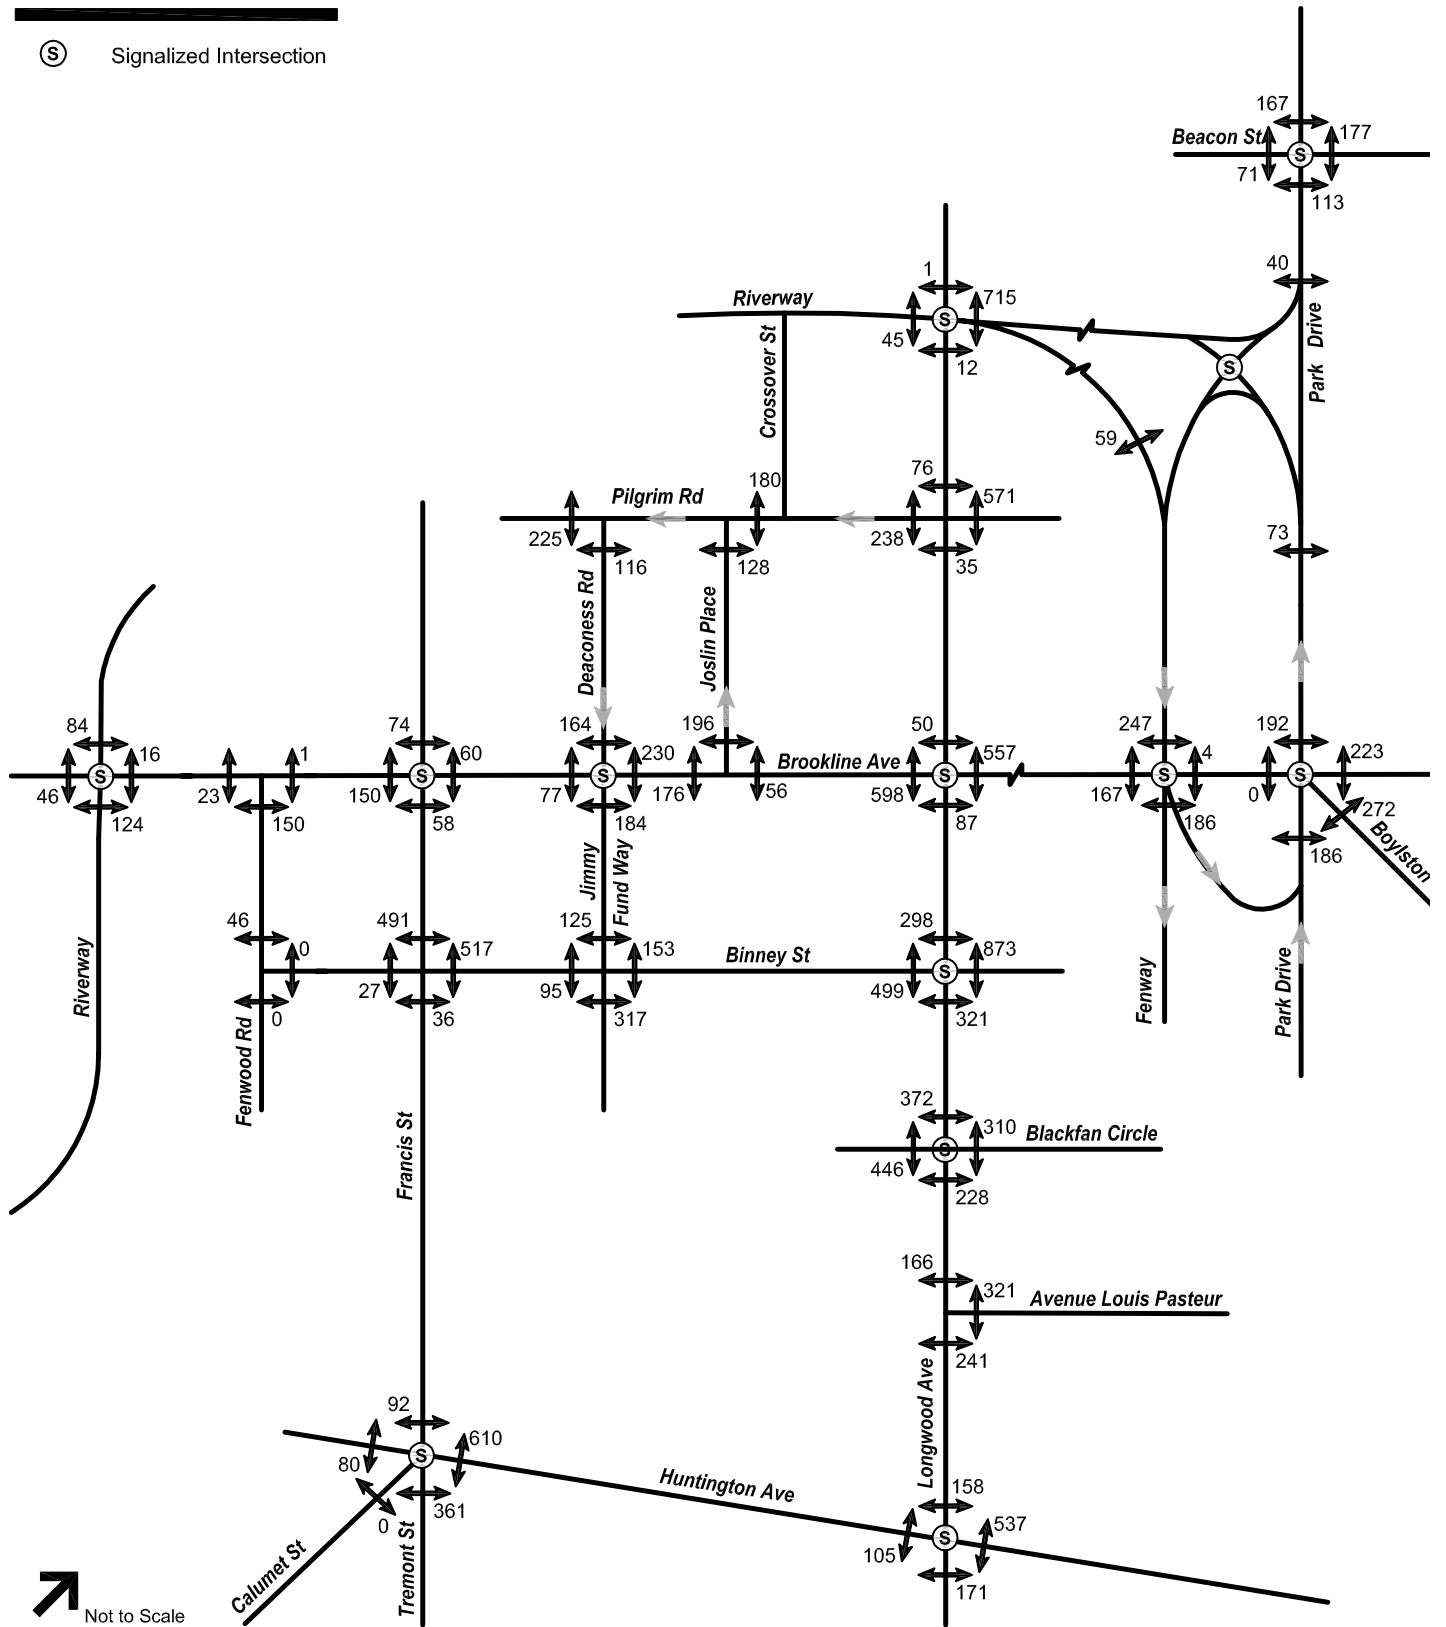 S Signalized Intersection
167
Beacon St
177
S
71
113
40
1
Riverway
715
S
45
12
Crossover St
Park Drive
S
59
76
180
Pilgrim Rd
571
225
238
73
116
128
35
Deaconess Rd
Joslin Place
84
74
164
196
50
247
192
16
1
60
230
Brookline Ave
557
4
223
S
S
S
S
S
S
46
23
150
77
176
56
598
167
0
272
124
150
58
184
87
186
186
Boylston
Jimmy
Fund Way
46
491
125
298
0
517
153
Binney St
873
S
27
95
499
0
36
317
321
Riverway
Fenwood Rd
Fenway
Park Drive
372
310
Blackfan Circle
S
446
228
Francis St
166
321
Avenue Louis Pasteur
241
Longwood Ave
92
610
S
80
361
0
Huntington Ave
158
537
S
105
171
Calumet St
Tremont St
Not to Scale